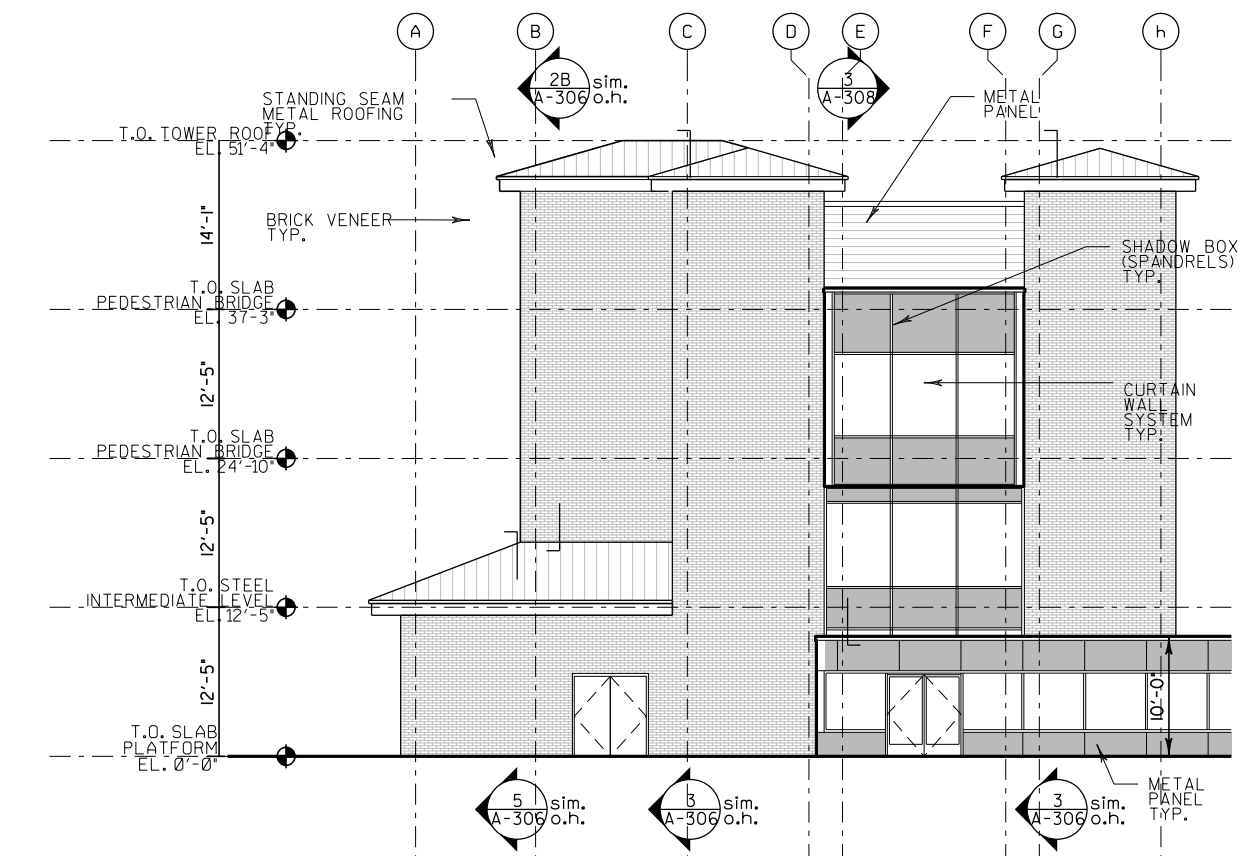 A
B
C
D
E
F
G
h
2B
A-306
sim.
o.h.
3
A-308
STANDING SEAM
METAL ROOFING
TYP.
METAL
PANEL
T.O. TOWER ROOF
EL. 51'-4"
14'-1"
BRICK VENEER
TYP.
SHADOW BOX
(SPANDRELS)
TYP.
T.O. SLAB
PEDESTRIAN BRIDGE
EL. 37'-3"
12'-5"
CURTAIN
WALL
SYSTEM
TYP.
T.O. SLAB
PEDESTRIAN BRIDGE
EL. 24'-10"
12'-5"
T.O. STEEL
INTERMEDIATE LEVEL
EL. 12'-5"
12'-5"
10'-0"
T.O. SLAB
PLATFORM
EL. 0'-0"
METAL
PANEL
TYP.
5
A-306
sim.
o.h.
3
A-306
sim.
o.h.
3
A-306
sim.
o.h.